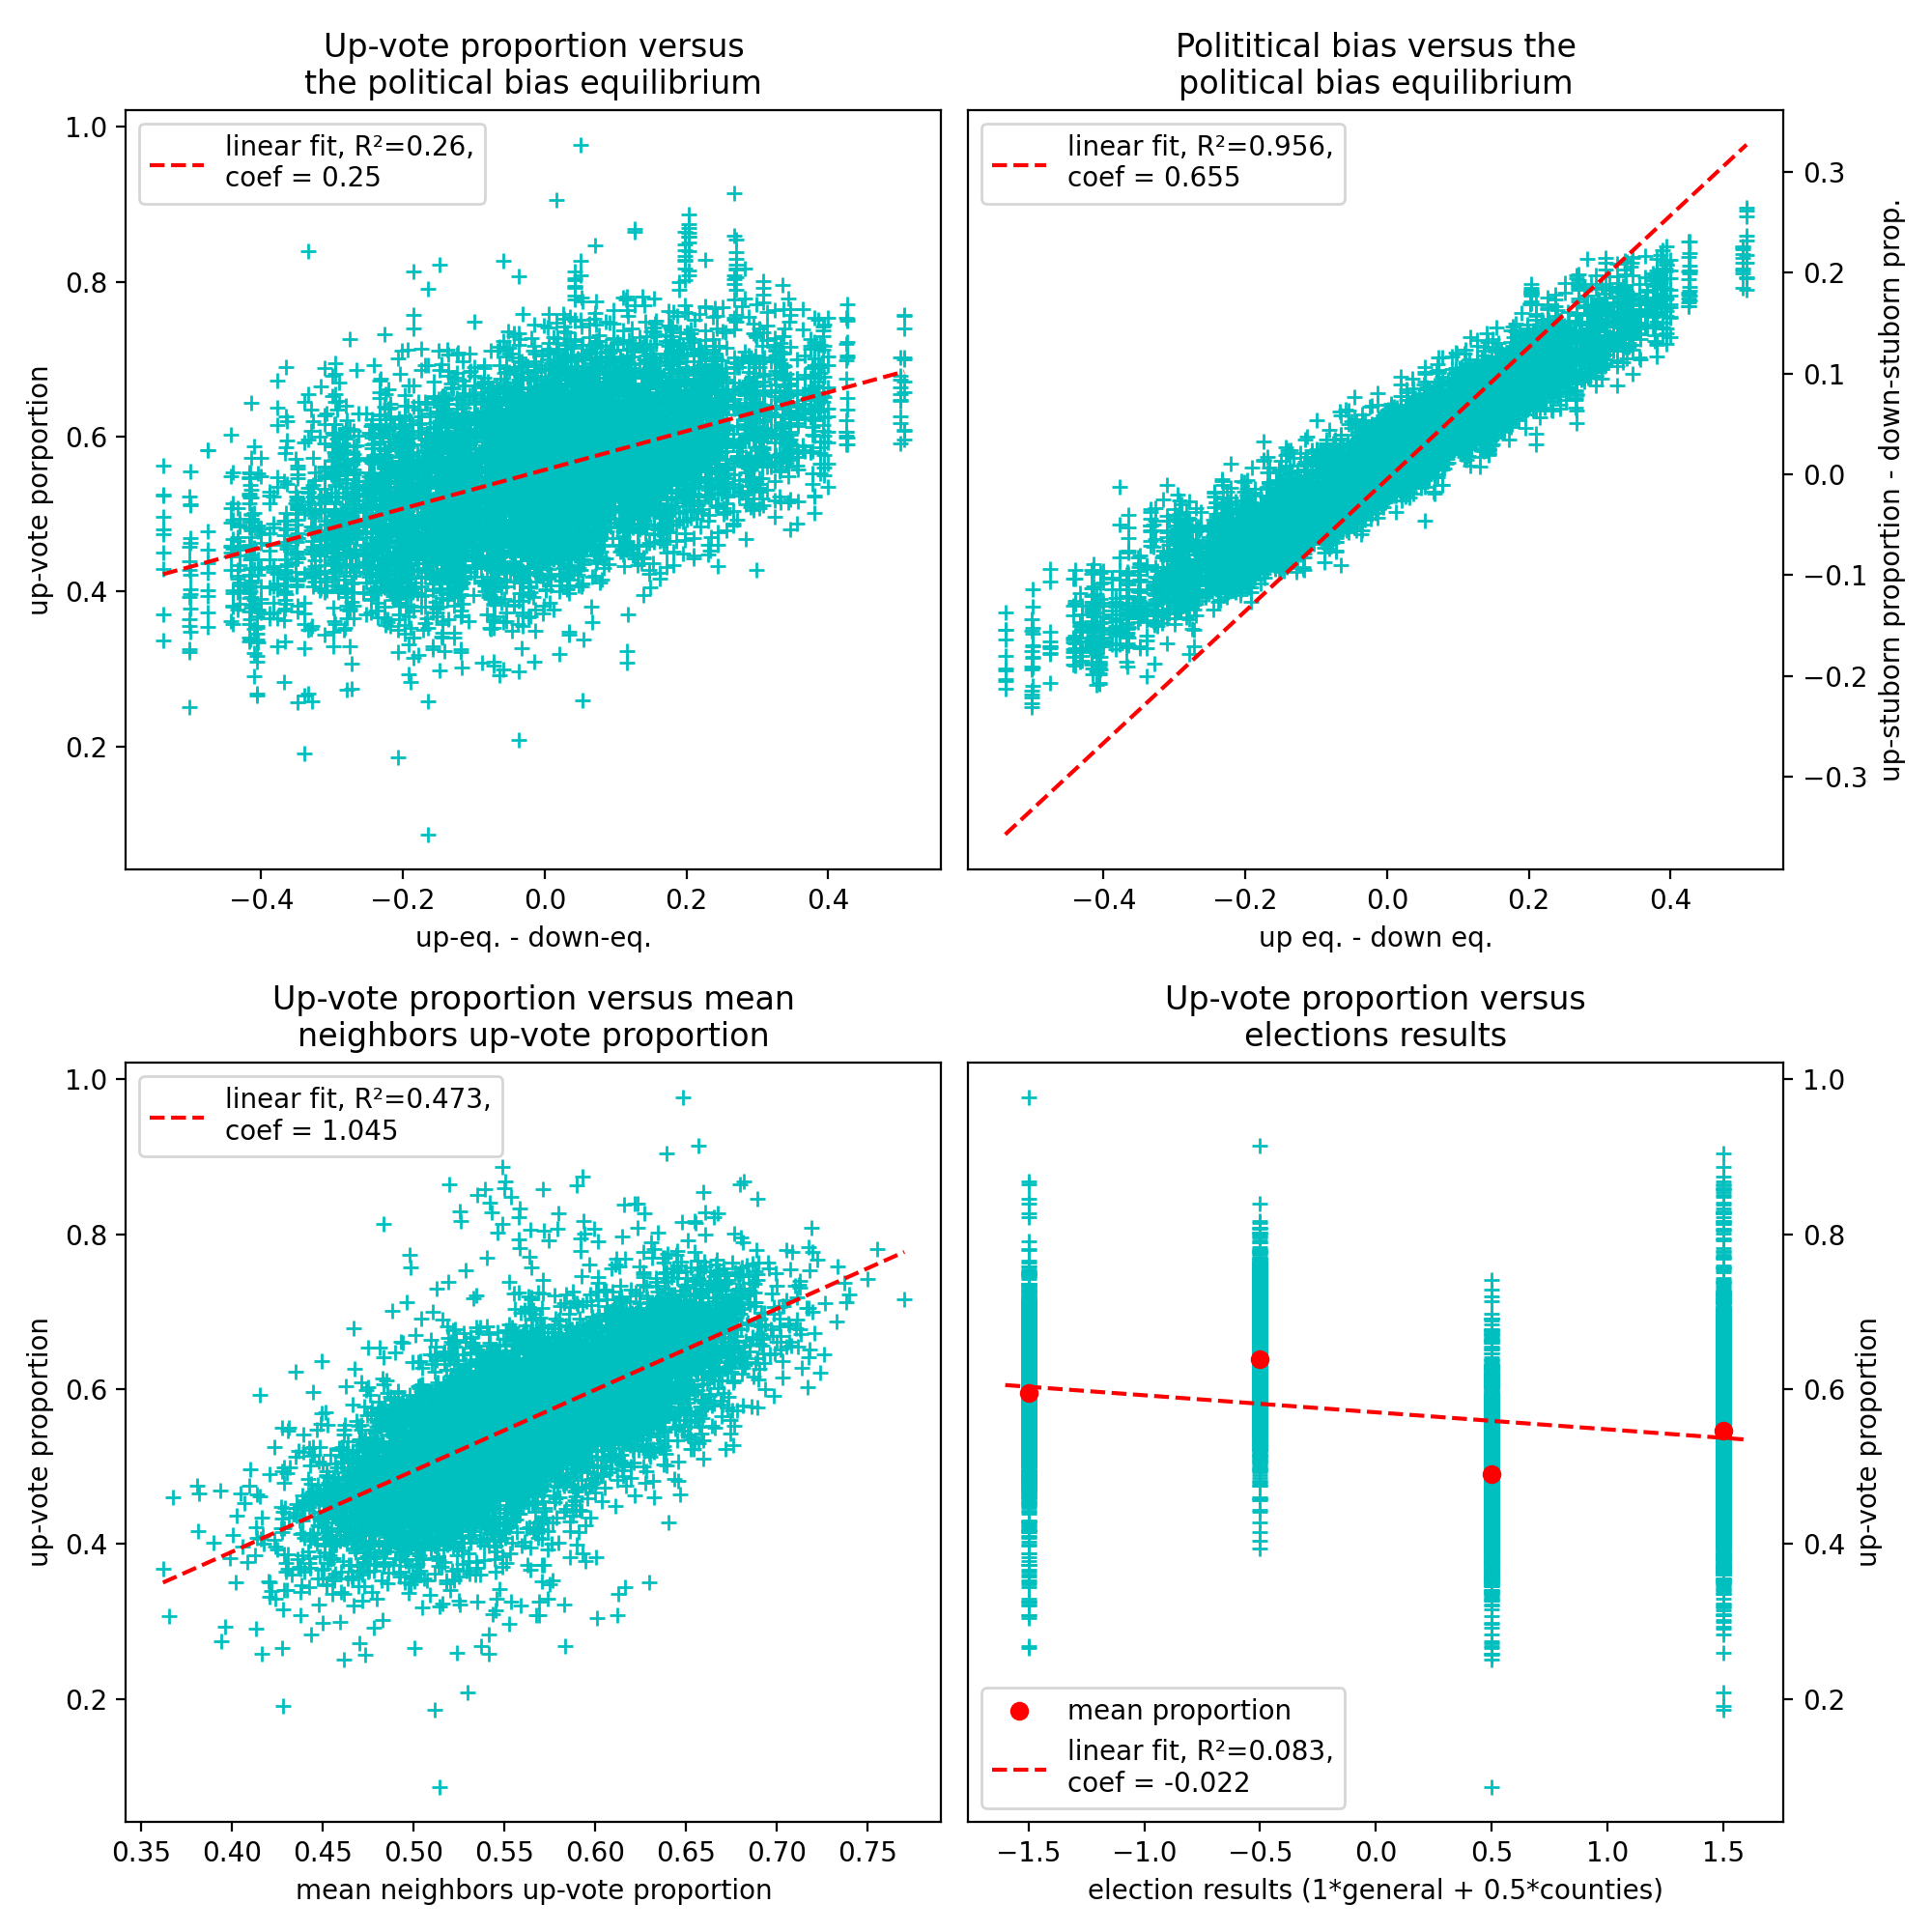 Up-vote proportion versus
the political bias equilibrium
linear fit, R²=0.26,
coef = 0.25
1.0
0.8
0.6
0.4
0.2
up-vote porportion
−0.4
−0.2
0.0
0.2
0.4
up-eq. - down-eq.
Polititical bias versus the
political bias equilibrium
linear fit, R²=0.956,
coef = 0.655
0.3
0.2
0.1
0.0
−0.1
−0.2
−0.3
up-stuborn proportion - down-stuborn prop.
−0.4
−0.2
0.0
0.2
0.4
up eq. - down eq.
Up-vote proportion versus mean
neighbors up-vote proportion
linear fit, R²=0.473,
coef = 1.045
1.0
0.8
0.6
0.4
0.2
up-vote proportion
0.35
0.40
0.45
0.50
0.55
0.60
0.65
0.70
0.75
mean neighbors up-vote proportion
Up-vote proportion versus
elections results
1.0
0.8
0.6
0.4
0.2
up-vote proportion
mean proportion
linear fit, R²=0.083,
coef = -0.022
−1.5
−1.0
−0.5
0.0
0.5
1.0
1.5
election results (1*general + 0.5*counties)